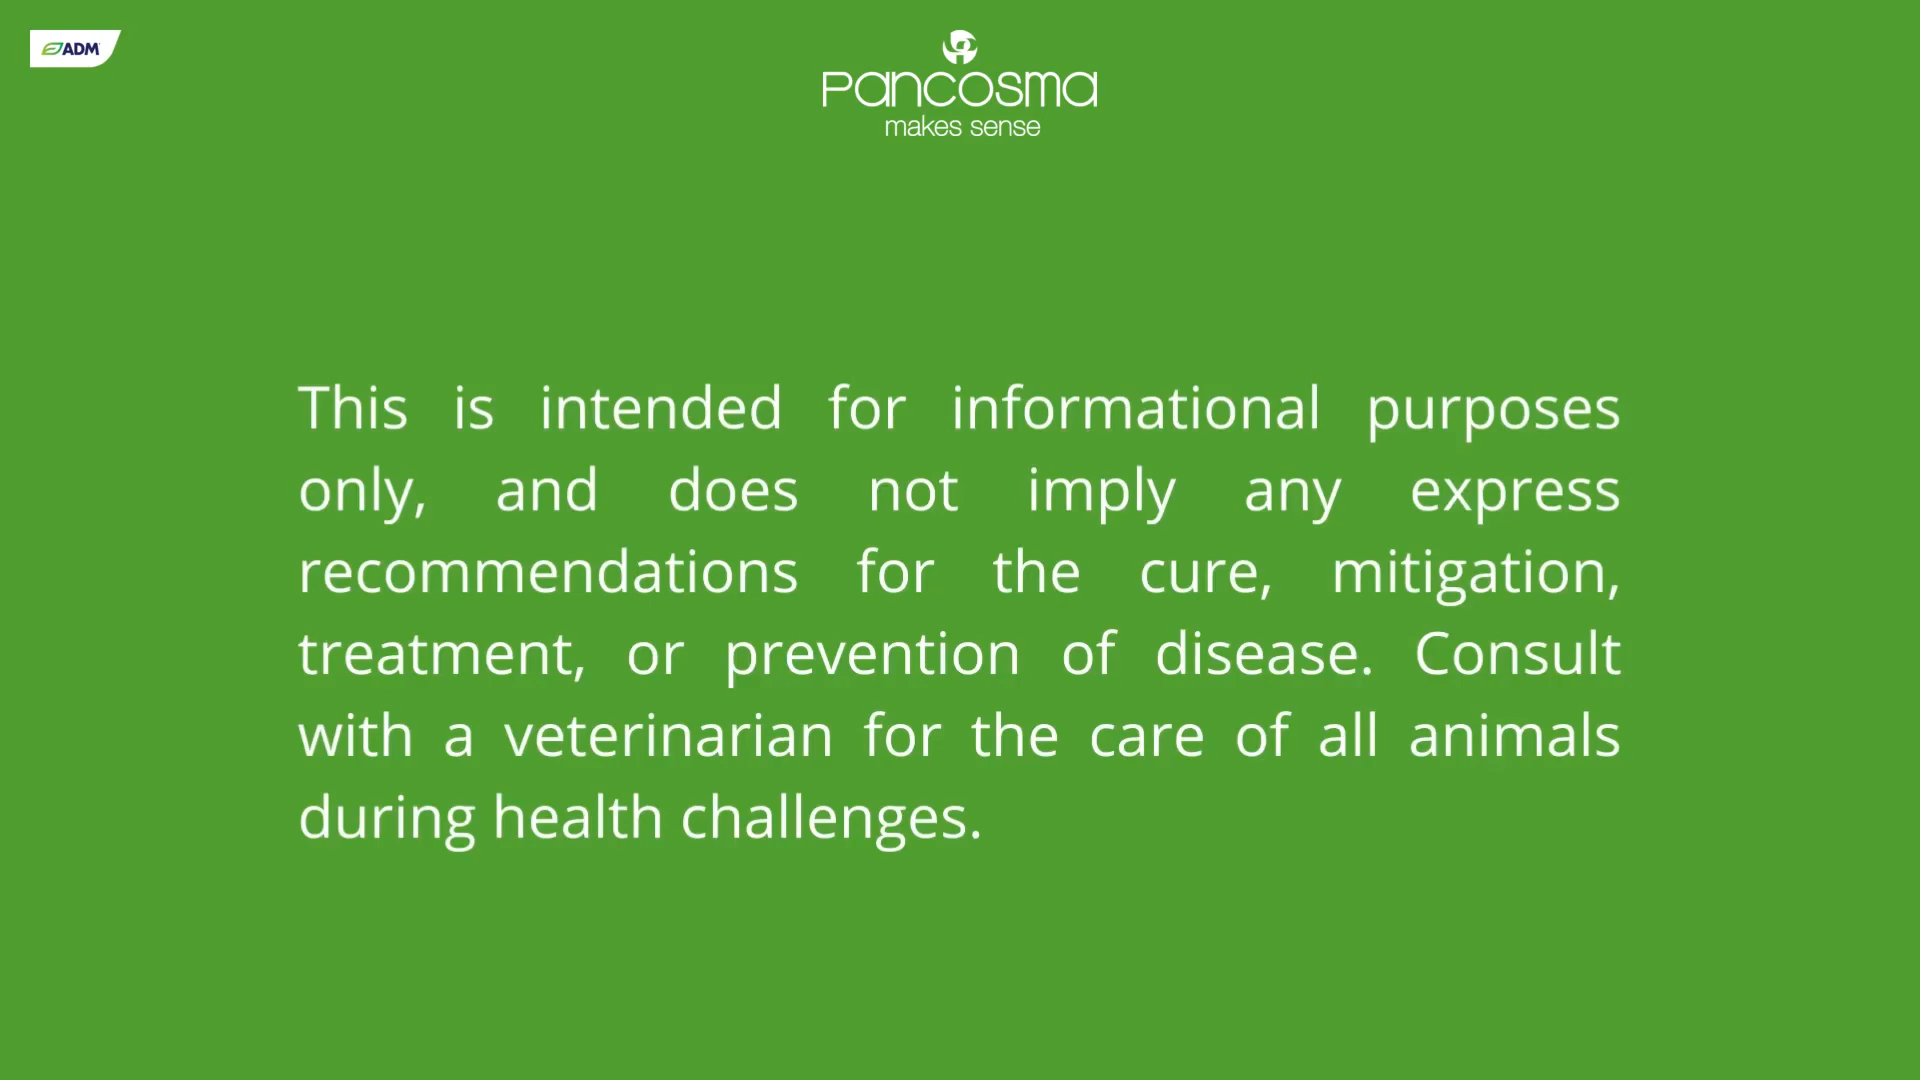 ADM
Pancosma
makes sense
This is intended for informational purposes
only, and does not imply any express
recommendations for the cure, mitigation,
treatment, or prevention of disease. Consult
with a veterinarian for the care of all animals
during health challenges.